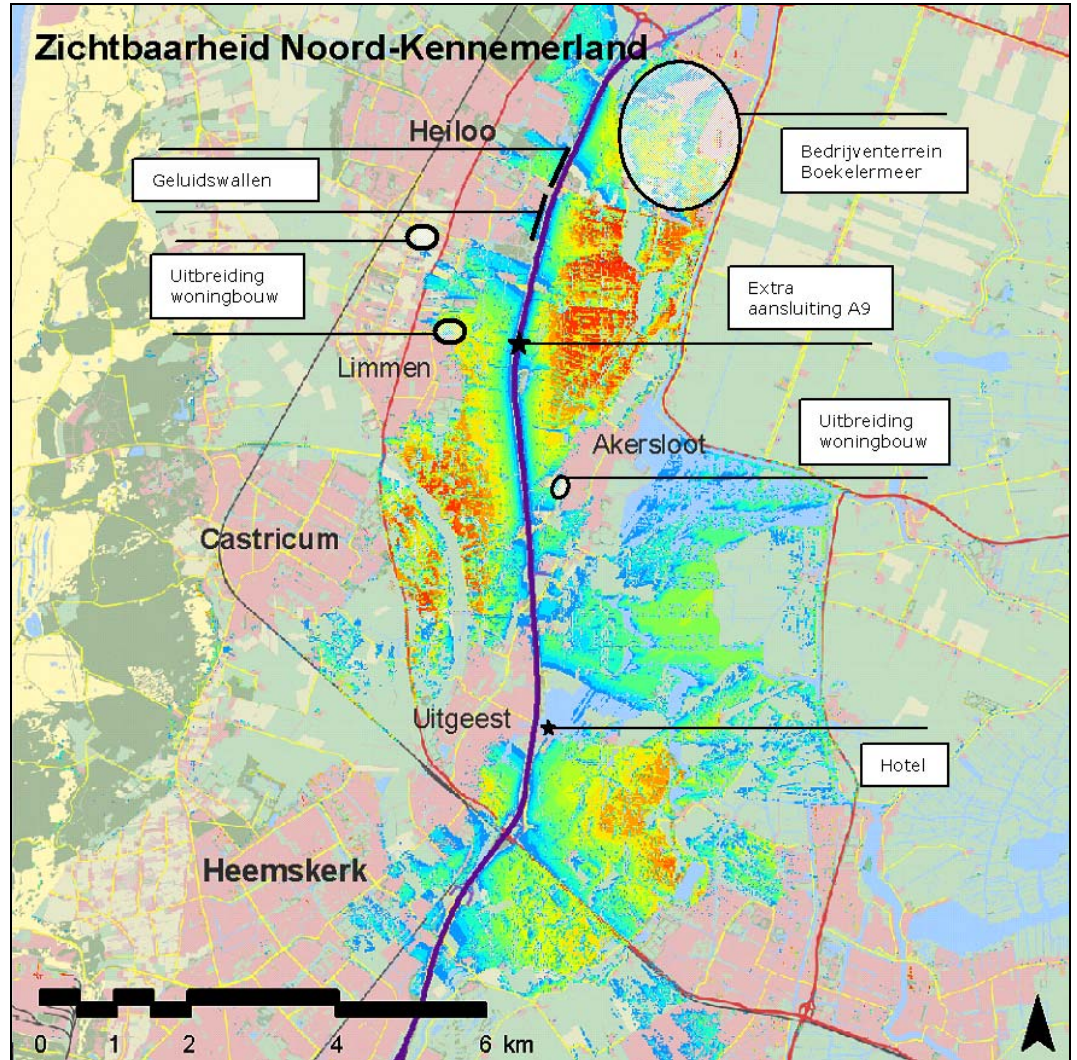 Zichtbaarheid Noord-Kennemerland
Heiloo
Geluidswallen
Bedrijventerrein
Boekelermeer
Uitbreiding
woningbouw
Extra
aansluiting A9
Limmen
Uitbreiding
woningbouw
Akersloot
Castricum
Uitgeest
Hotel
Heemskerk
0 1 2 4 6 km